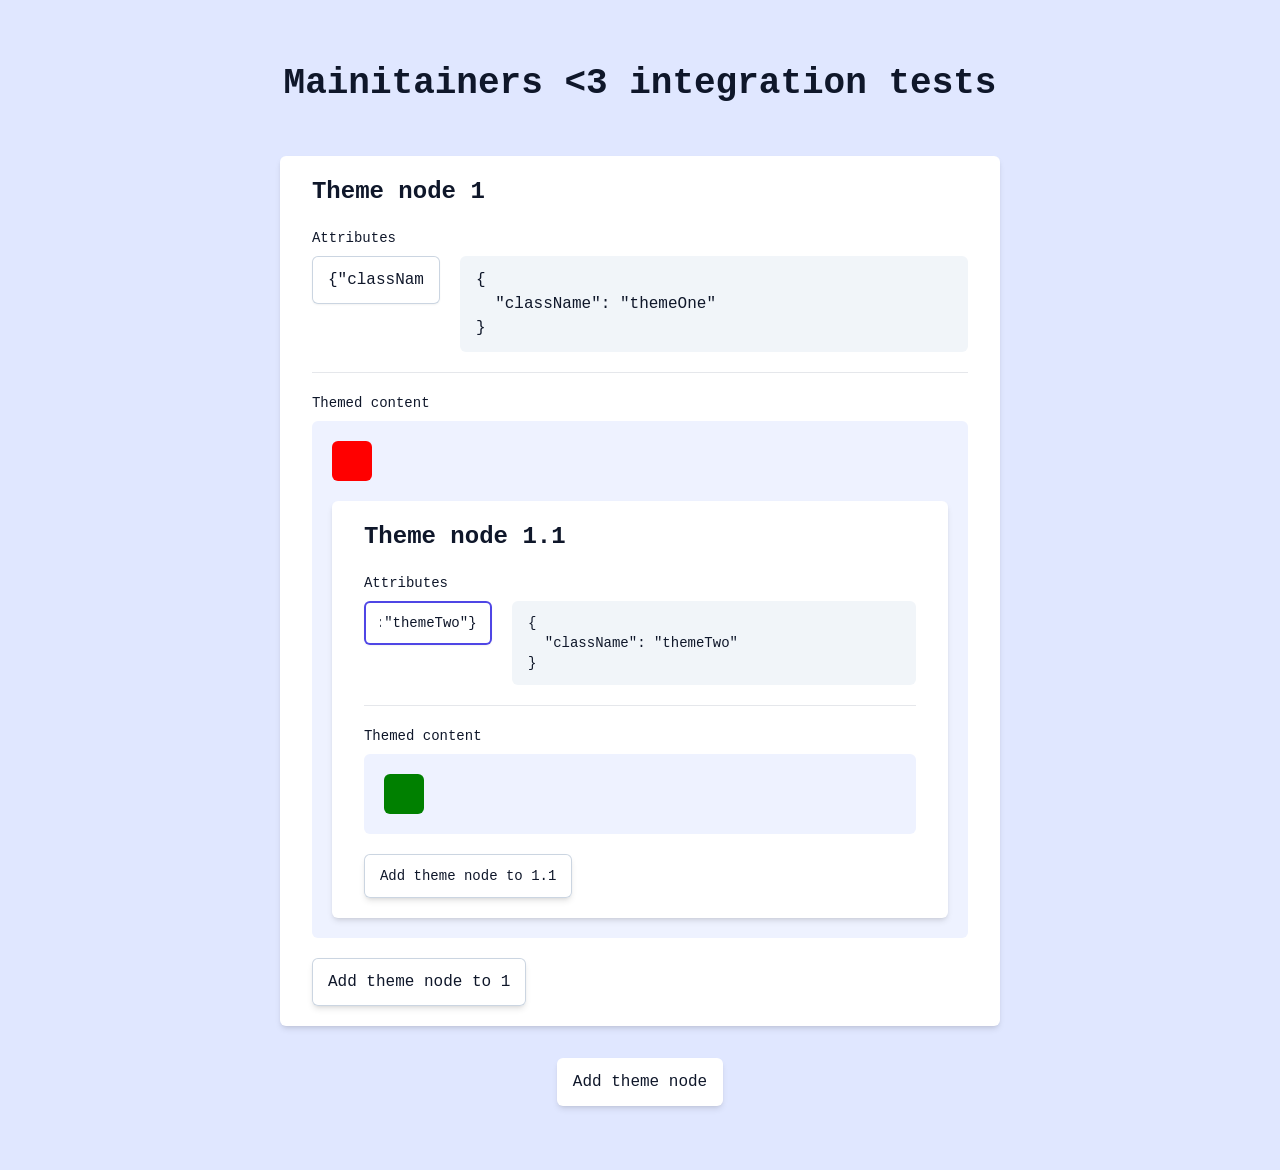 Mainitainers <3 integration tests
Theme node 1
Attributes
{"classNam
{
  "className": "themeOne"
}
Themed content
Theme node 1.1
Attributes
:"themeTwo"}
{
  "className": "themeTwo"
}
Themed content
Add theme node to 1.1
Add theme node to 1
Add theme node